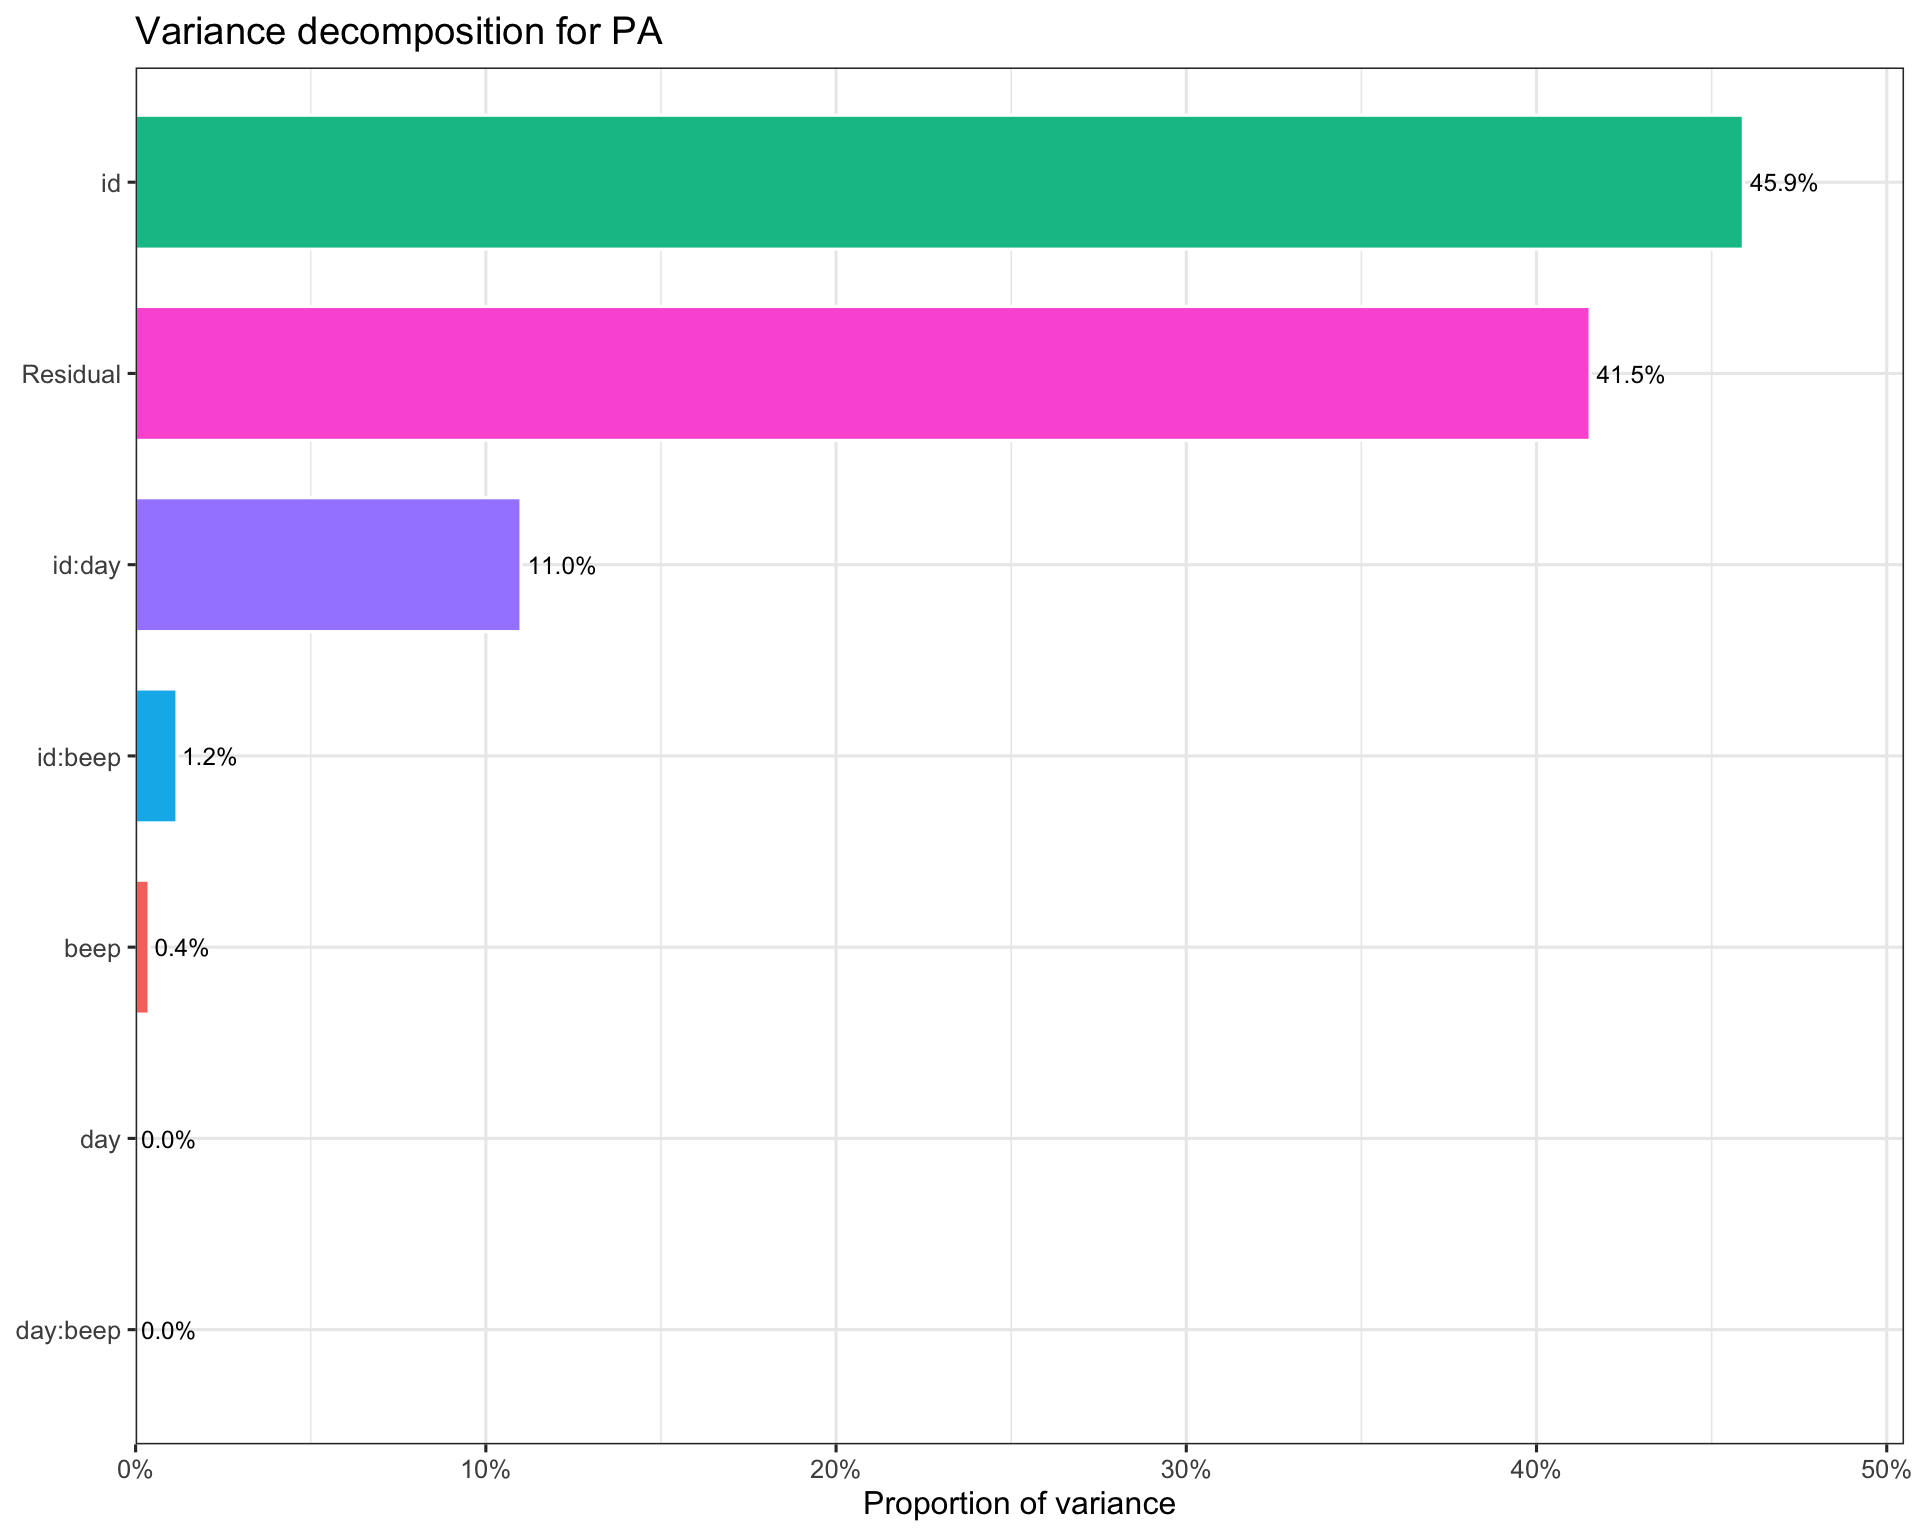 Variance decomposition for PA
id
45.9%
Residual
41.5%
id:day
11.0%
id:beep
1.2%
beep
0.4%
day
0.0%
day:beep
0.0%
0% 10% 20% 30% 40% 50%
Proportion of variance